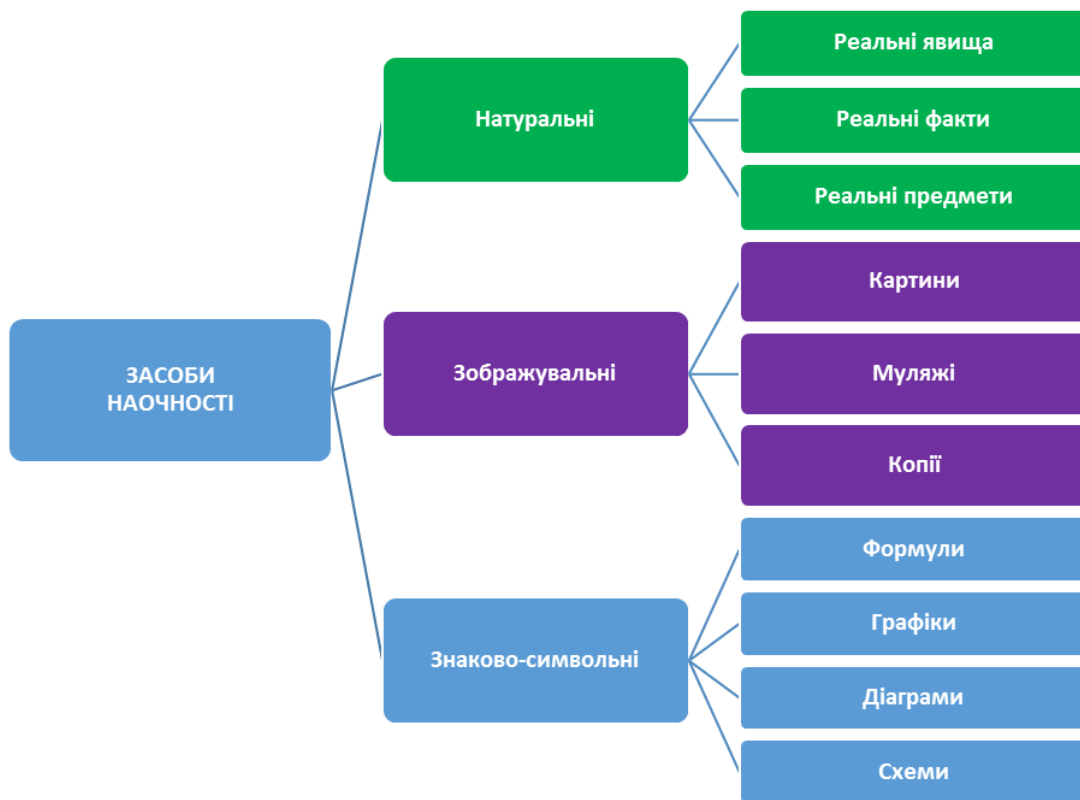 ЗАСОБИ
НАОЧНОСТІ
Натуральні
Реальні явища
Реальні факти
Реальні предмети
Зображувальні
Картини
Муляжі
Копії
Знаково-символьні
Формули
Графіки
Діаграми
Схеми